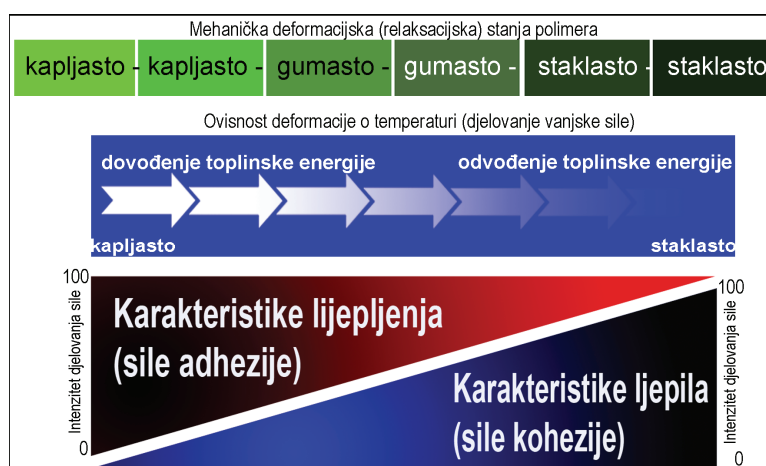 Mehanička deformacijska (relaksacijska) stanja polimera
kapljasto - kapljasto - gumasto - gumasto - staklasto - staklasto
Ovisnost deformacije o temperaturi (djelovanje vanjske sile)
dovođenje toplinske energije odvođenje toplinske energije
kapljasto staklasto
100
100
Intenzitet djelovanja sile
Karakteristike lijepljenja
(sile adhezije)
Karakteristike ljepila
(sile kohezije)
Intenzitet djelovanja sile
0
0